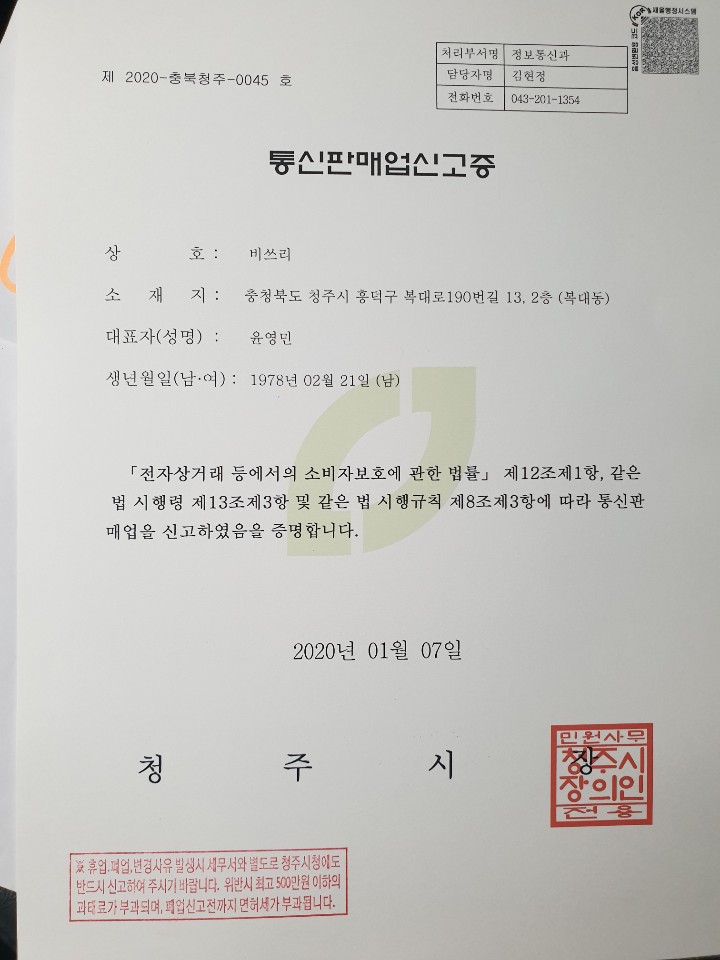 새올행정시스템
KOR
음성변환용 코드
처리부서명 정보통신과
담당자명 김현정
전화번호 043-201-1354
제 2020-충북청주-0045 호
통신판매업신고증
상 호 : 비쓰리
소 재 지 : 충청북도 청주시 흥덕구 복대로190번길 13, 2층 (복대동)
대표자(성명) : 윤영민
생년월일(남·여) : 1978년 02월 21일 (남)
「전자상거래 등에서의 소비자보호에 관한 법률」 제12조제1항, 같은
법 시행령 제13조제3항 및 같은 법 시행규칙 제8조제3항에 따라 통신판
매업을 신고하였음을 증명합니다.
2020년 01월 07일
청 주 시 장
민원사무
청주시
장의인
전용
※ 휴업.폐업,변경사유 발생시 세무서와 별도로 청주시청에도
반드시 신고하여 주시기 바랍니다. 위반시 최고 500만원 이하의
과태료가 부과되며, 폐업신고전까지 면허세가 부과됩니다.